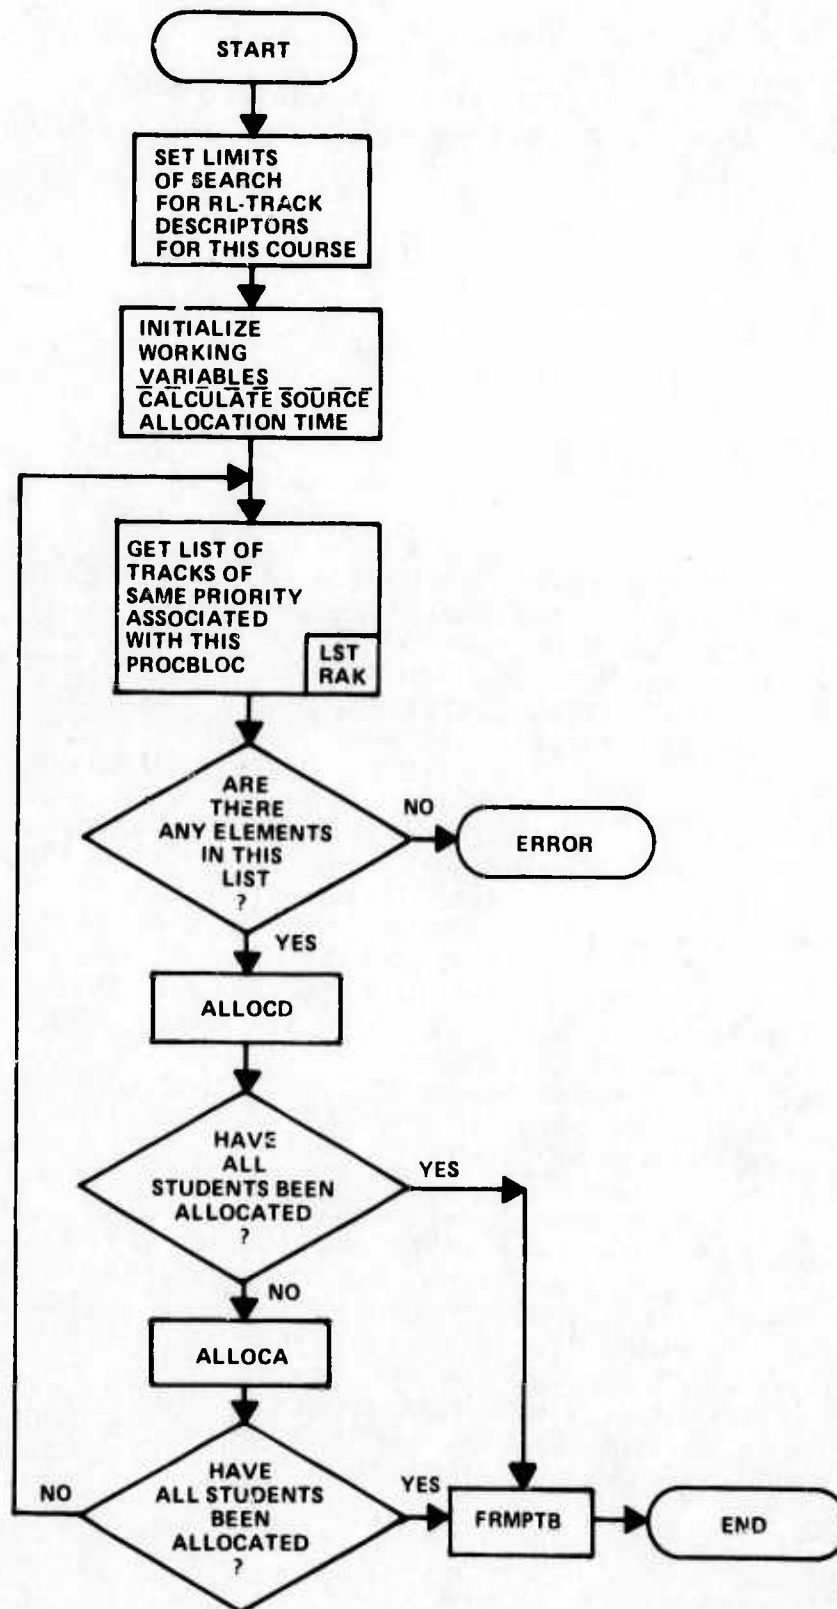 START
SET LIMITS
OF SEARCH
FOR RL-TRACK
DESCRIPTORS
FOR THIS COURSE
INITIALIZE
WORKING
VARIABLES
CALCULATE SOURCE
ALLOCATION TIME
GET LIST OF
TRACKS OF
SAME PRIORITY
ASSOCIATED
WITH THIS
PROCBLOC
LST
RAK
ARE
THERE
ANY ELEMENTS
IN THIS
LIST
?
NO
ERROR
YES
ALLOCD
HAVE
ALL
STUDENTS BEEN
ALLOCATED
?
YES
NO
ALLOCA
HAVE
ALL STUDENTS
BEEN
ALLOCATED
?
NO
YES
FRMPTB
END